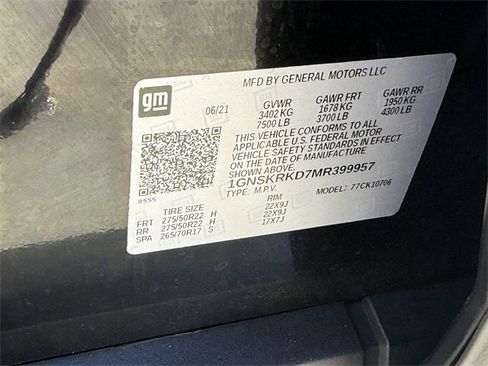 MFD BY GENERAL MOTORS LLC
gm
06/21 GVWR GAWR FRT GAWR RR
3402 KG 1678 KG 1950 KG
7500 LB 3700 LB 4300 LB
THIS VEHICLE CONFORMS TO ALL
APPLICABLE U.S. FEDERAL MOTOR
VEHICLE SAFETY STANDARDS IN EFFECT
ON THE DATE OF MANUFACTURE SHOWN ABOVE.
1GNSKRKD7MR399957
8555 TYPE: M.P.V. MODEL: 77CK10706
TIRE SIZE RIM
FRT 275/50R22 H 22X9J
RR 275/50R22 H 22X9J
SPA 265/70R17 S 17X7J